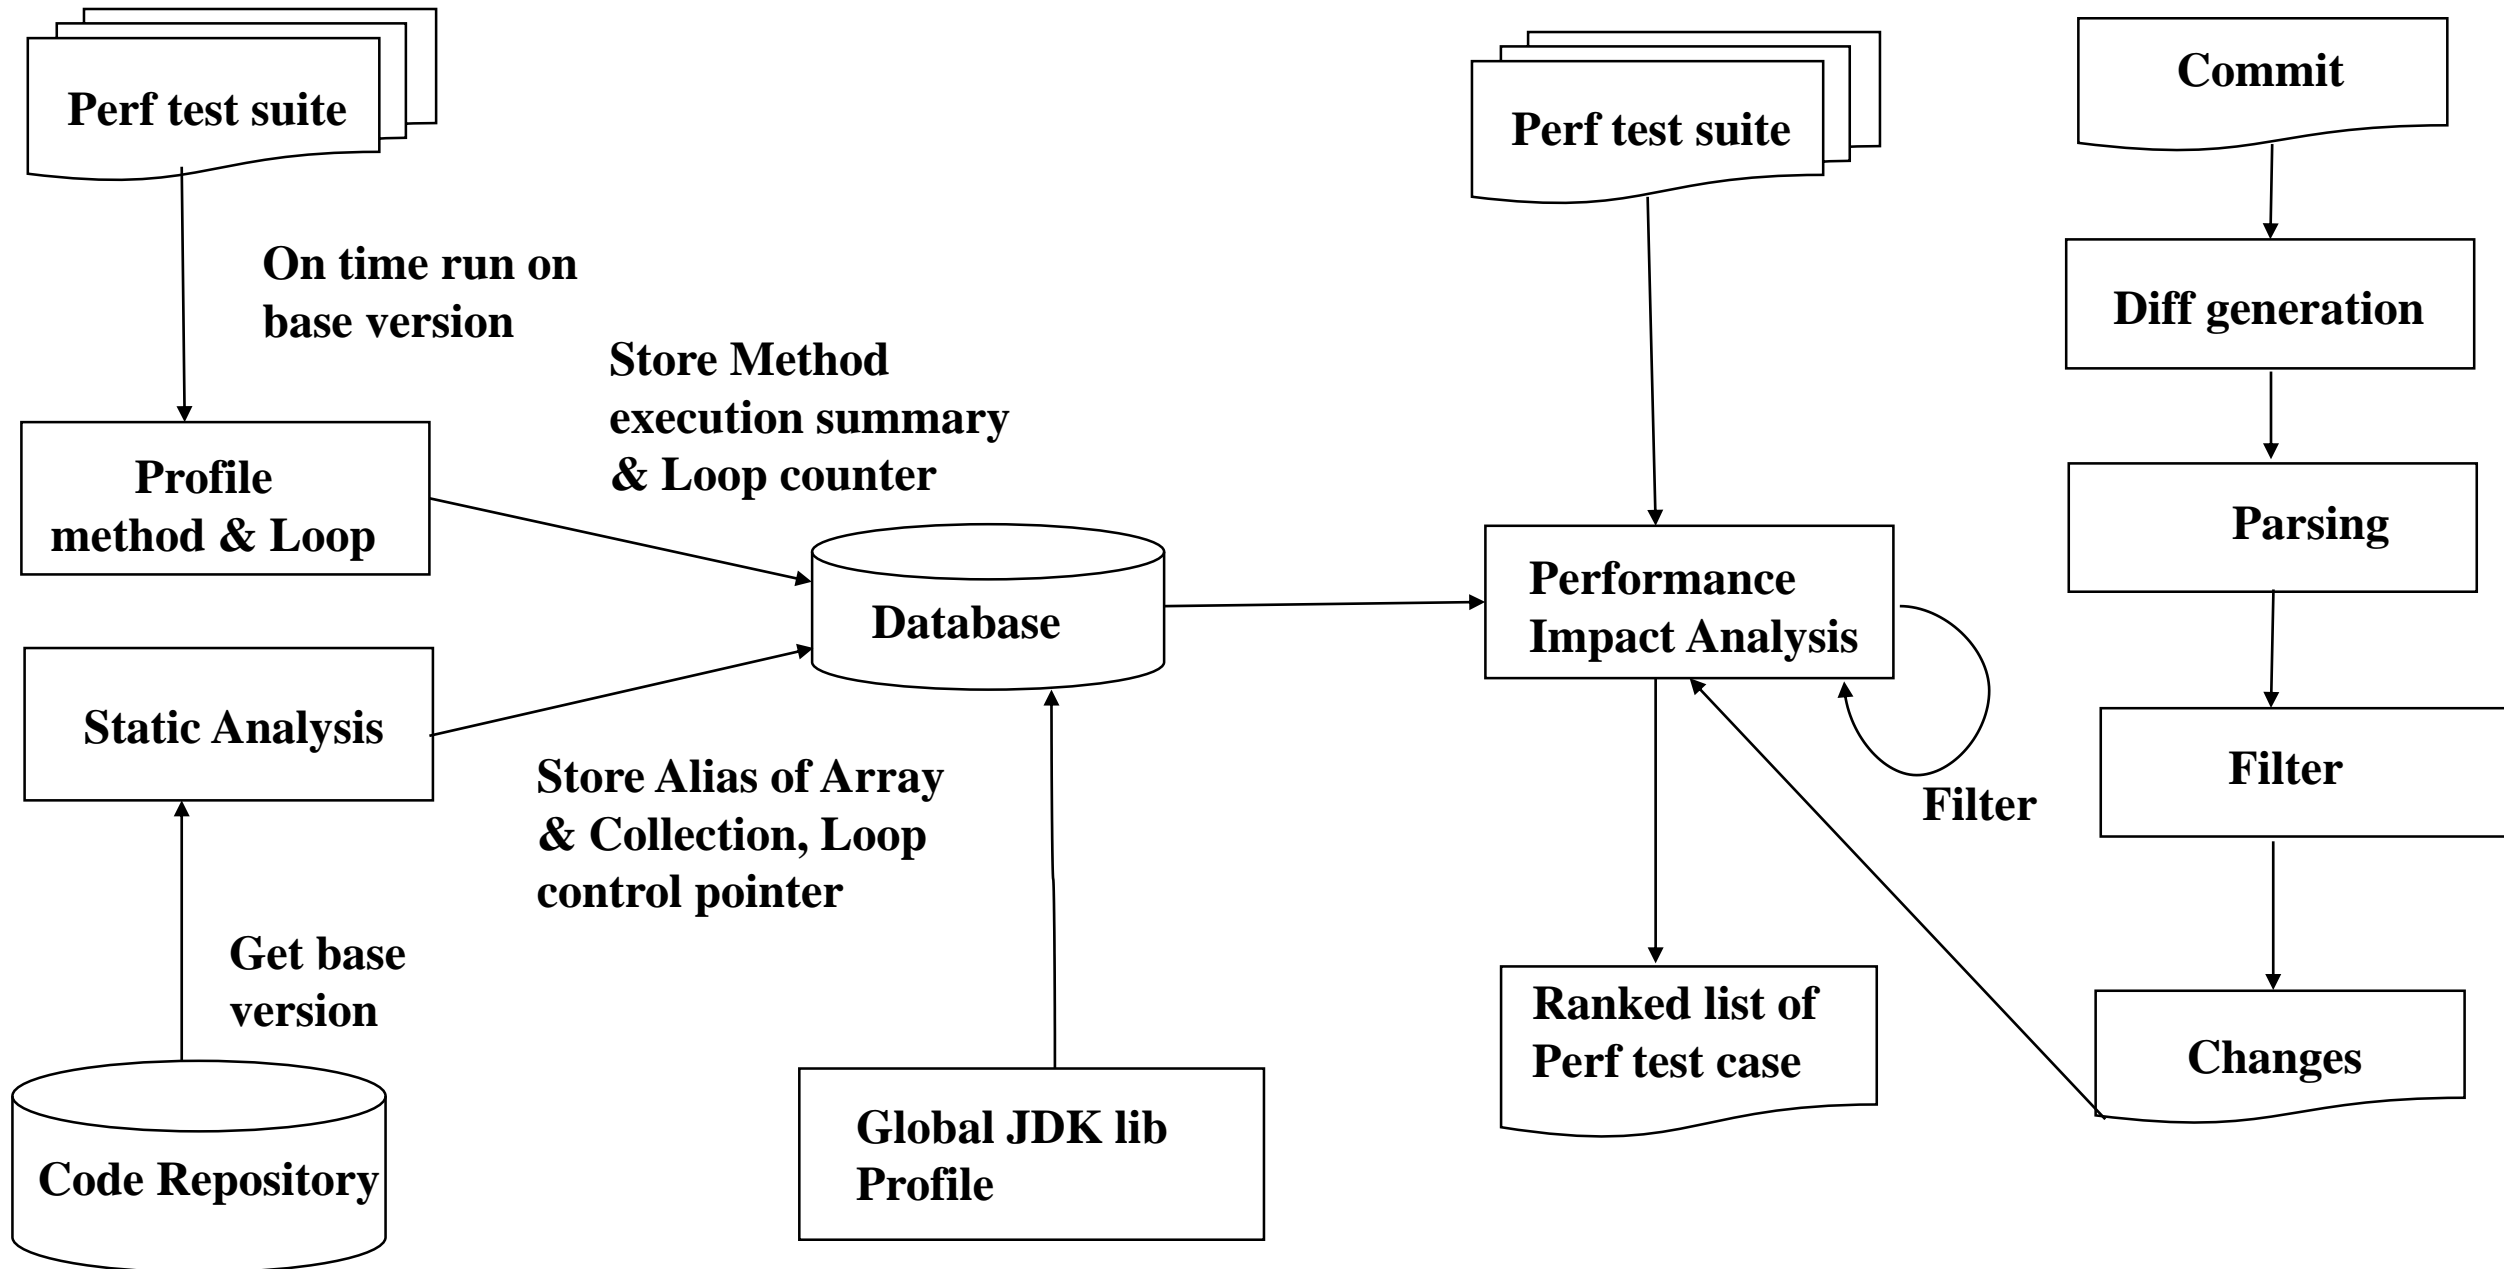 Perf test suite
On time run on
base version
Profile
method & Loop
Store Method
execution summary
& Loop counter
Static Analysis
Store Alias of Array
& Collection, Loop
control pointer
Get base
version
Code Repository
Database
Global JDK lib
Profile
Perf test suite
Performance
Impact Analysis
Filter
Ranked list of
Perf test case
Commit
Diff generation
Parsing
Filter
Changes